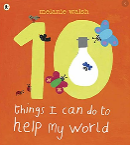 melanie walsh
10
things I can do to
help my world